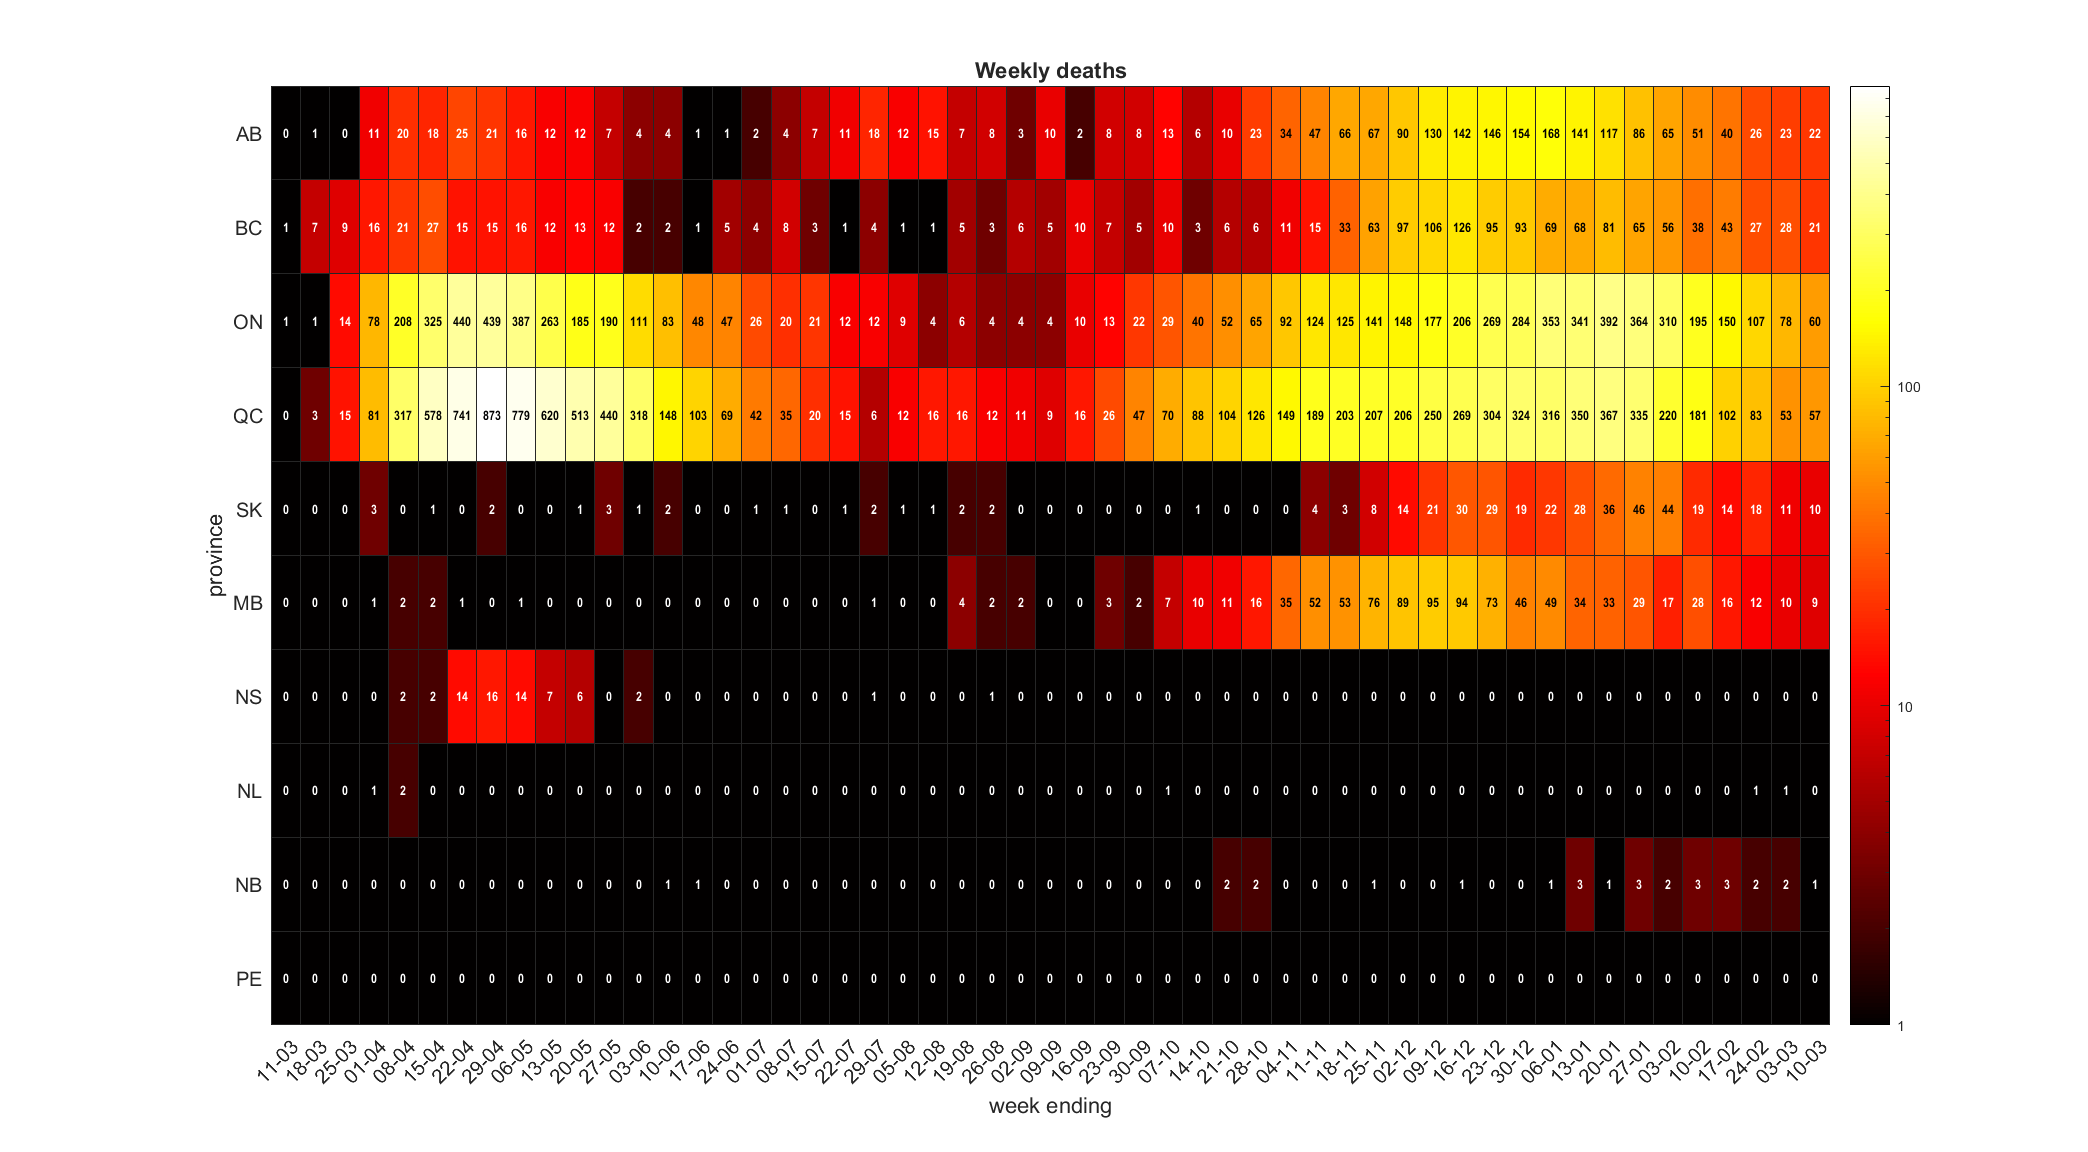 Weekly deaths
AB 0 1 0 11 20 18 25 21 16 12 12 7 4 4 1 1 2 4 7 11 18 12 15 7 8 3 10 2 8 8 13 6 10 23 34 47 66 67 90 130 142 146 154 168 141 117 86 65 51 40 26 23 22
BC 1 7 9 16 21 27 15 15 16 12 13 12 2 2 1 5 4 8 3 1 4 1 1 5 3 6 5 10 7 5 10 3 6 6 11 15 33 63 97 106 126 95 93 69 68 81 65 56 38 43 27 28 21
ON 1 1 14 78 208 325 440 439 387 263 185 190 111 83 48 47 26 20 21 12 12 9 4 6 4 4 4 10 13 22 29 40 52 65 92 124 125 141 148 177 206 269 284 353 341 392 364 310 195 150 107 78 60
100
QC 0 3 15 81 317 578 741 873 779 620 513 440 318 148 103 69 42 35 20 15 6 12 16 16 12 11 9 16 26 47 70 88 104 126 149 189 203 207 206 250 269 304 324 316 350 367 335 220 181 102 83 53 57
SK 0 0 0 3 0 1 0 2 0 0 1 3 1 2 0 0 1 1 0 1 2 1 1 2 2 0 0 0 0 0 0 1 0 0 0 4 3 8 14 21 30 29 19 22 28 36 46 44 19 14 18 11 10
province
MB 0 0 0 1 2 2 1 0 1 0 0 0 0 0 0 0 0 0 0 0 1 0 0 4 2 2 0 0 3 2 7 10 11 16 35 52 53 76 89 95 94 73 46 49 34 33 29 17 28 16 12 10 9
NS 0 0 0 0 2 2 14 16 14 7 6 0 2 0 0 0 0 0 0 0 1 0 0 0 1 0 0 0 0 0 0 0 0 0 0 0 0 0 0 0 0 0 0 0 0 0 0 0 0 0 0 0 0
10
NL 0 0 0 1 2 0 0 0 0 0 0 0 0 0 0 0 0 0 0 0 0 0 0 0 0 0 0 0 0 0 1 0 0 0 0 0 0 0 0 0 0 0 0 0 0 0 0 0 0 0 1 1 0
NB 0 0 0 0 0 0 0 0 0 0 0 0 0 1 1 0 0 0 0 0 0 0 0 0 0 0 0 0 0 0 0 0 2 2 0 0 0 1 0 0 1 0 0 1 3 1 3 2 3 3 2 2 1
PE 0 0 0 0 0 0 0 0 0 0 0 0 0 0 0 0 0 0 0 0 0 0 0 0 0 0 0 0 0 0 0 0 0 0 0 0 0 0 0 0 0 0 0 0 0 0 0 0 0 0 0 0 0
1
11-03 18-03 25-03 01-04 08-04 15-04 22-04 29-04 06-05 13-05 20-05 27-05 03-06 10-06 17-06 24-06 01-07 08-07 15-07 22-07 29-07 05-08 12-08 19-08 26-08 02-09 09-09 16-09 23-09 30-09 07-10 14-10 21-10 28-10 04-11 11-11 18-11 25-11 02-12 09-12 16-12 23-12 30-12 06-01 13-01 20-01 27-01 03-02 10-02 17-02 24-02 03-03 10-03
week ending